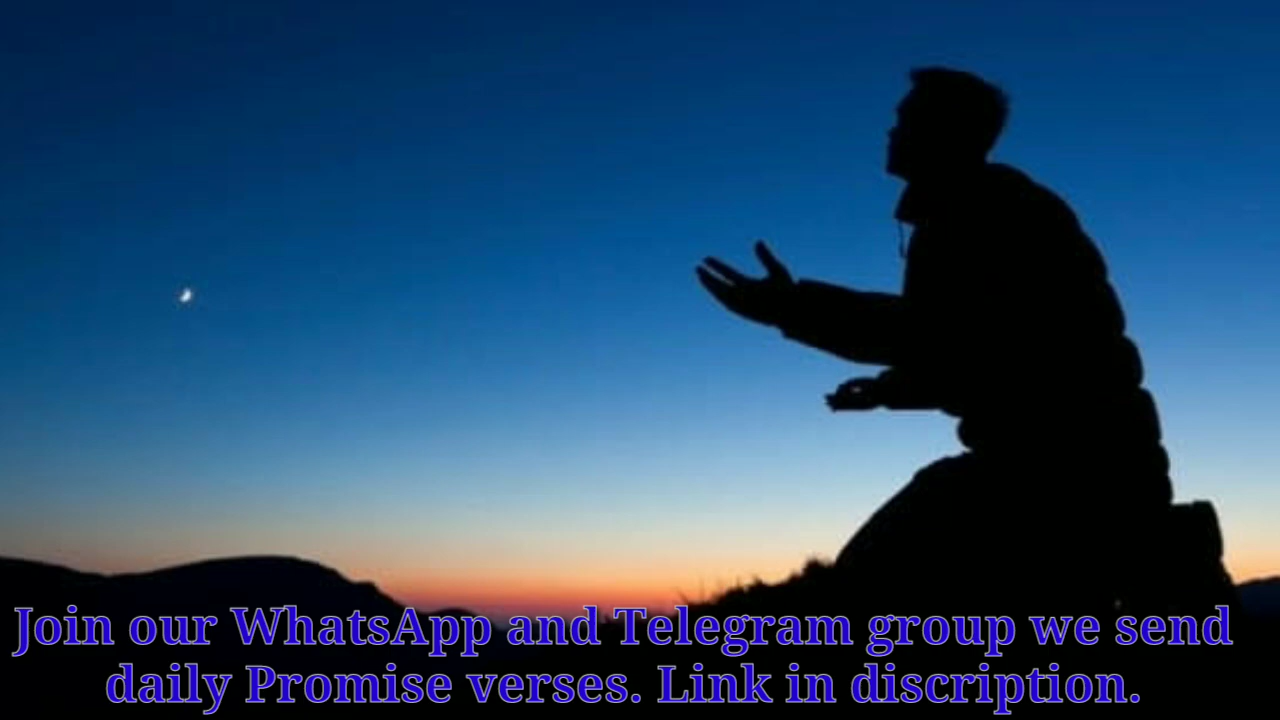 Join our WhatsApp and Telegram group we send
daily Promise verses. Link in discription.